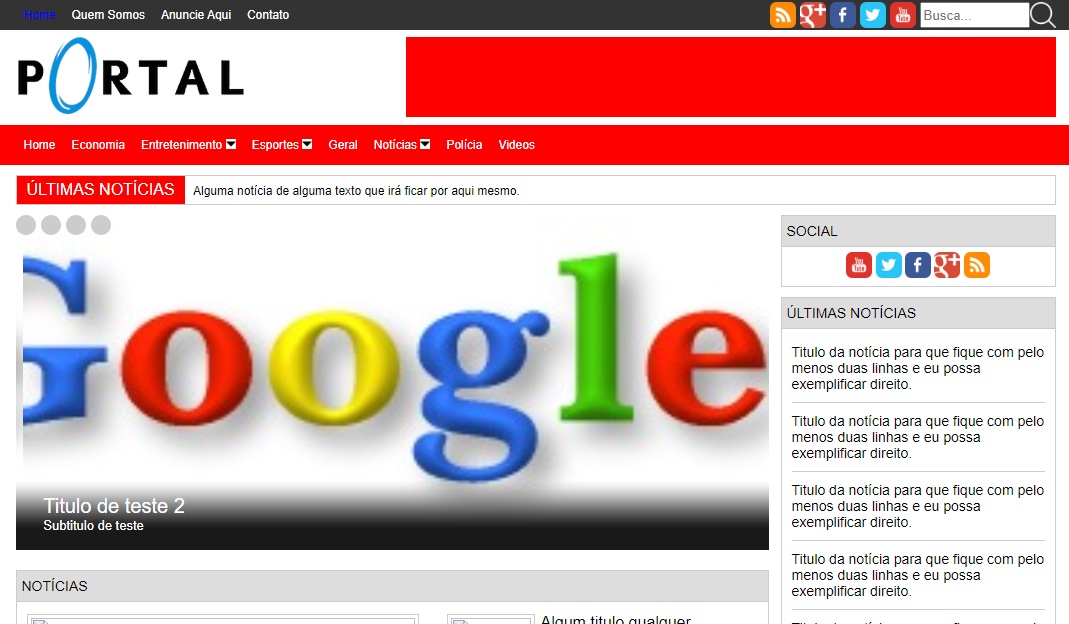 Home Quem Somos Anuncie Aqui Contato
Busca...
PORTAL
Home Economia Entretenimento Esportes Geral Notícias Polícia Videos
ÚLTIMAS NOTÍCIAS Alguma notícia de alguma texto que irá ficar por aqui mesmo.
Google
Titulo de teste 2
Subtitulo de teste
NOTÍCIAS
Algum titulo qualquer
SOCIAL
ÚLTIMAS NOTÍCIAS
Titulo da notícia para que fique com pelo
menos duas linhas e eu possa
exemplificar direito.
Titulo da notícia para que fique com pelo
menos duas linhas e eu possa
exemplificar direito.
Titulo da notícia para que fique com pelo
menos duas linhas e eu possa
exemplificar direito.
Titulo da notícia para que fique com pelo
menos duas linhas e eu possa
exemplificar direito.